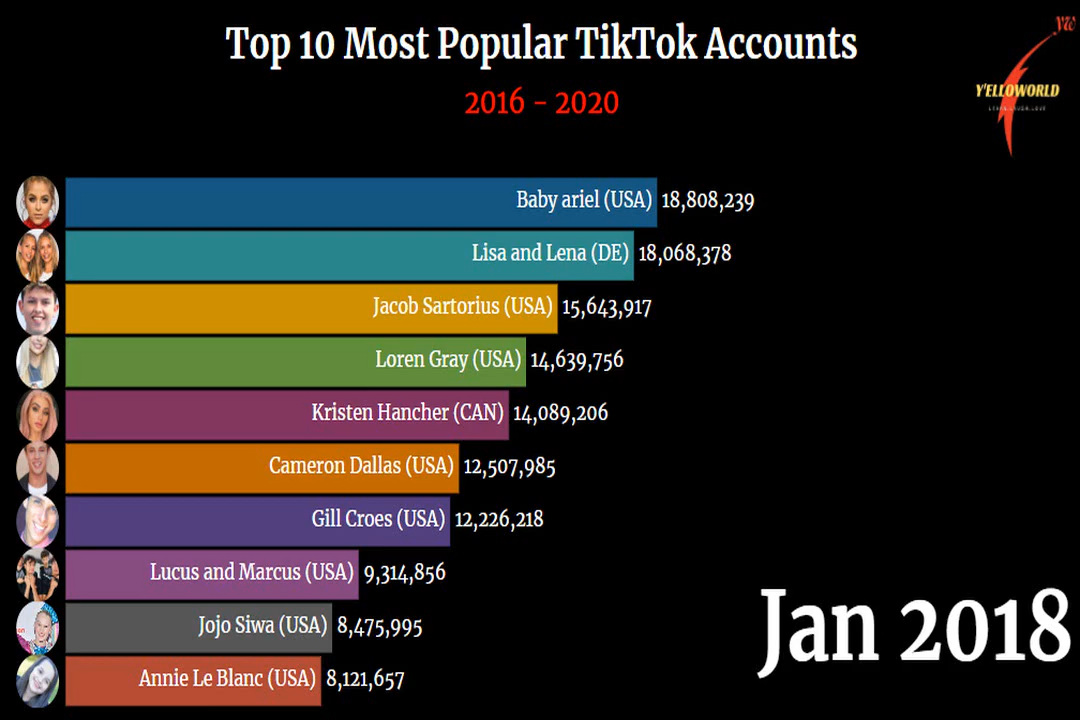 Top 10 Most Popular TikTok Accounts
2016 - 2020
YW
Y'ELLOWORLD
Baby ariel (USA) 18,808,239
Lisa and Lena (DE) 18,068,378
Jacob Sartorius (USA) 15,643,917
Loren Gray (USA) 14,639,756
Kristen Hancher (CAN) 14,089,206
Cameron Dallas (USA) 12,507,985
Gill Croes (USA) 12,226,218
Lucus and Marcus (USA) 9,314,856
Jojo Siwa (USA) 8,475,995
Annie Le Blanc (USA) 8,121,657
Jan 2018